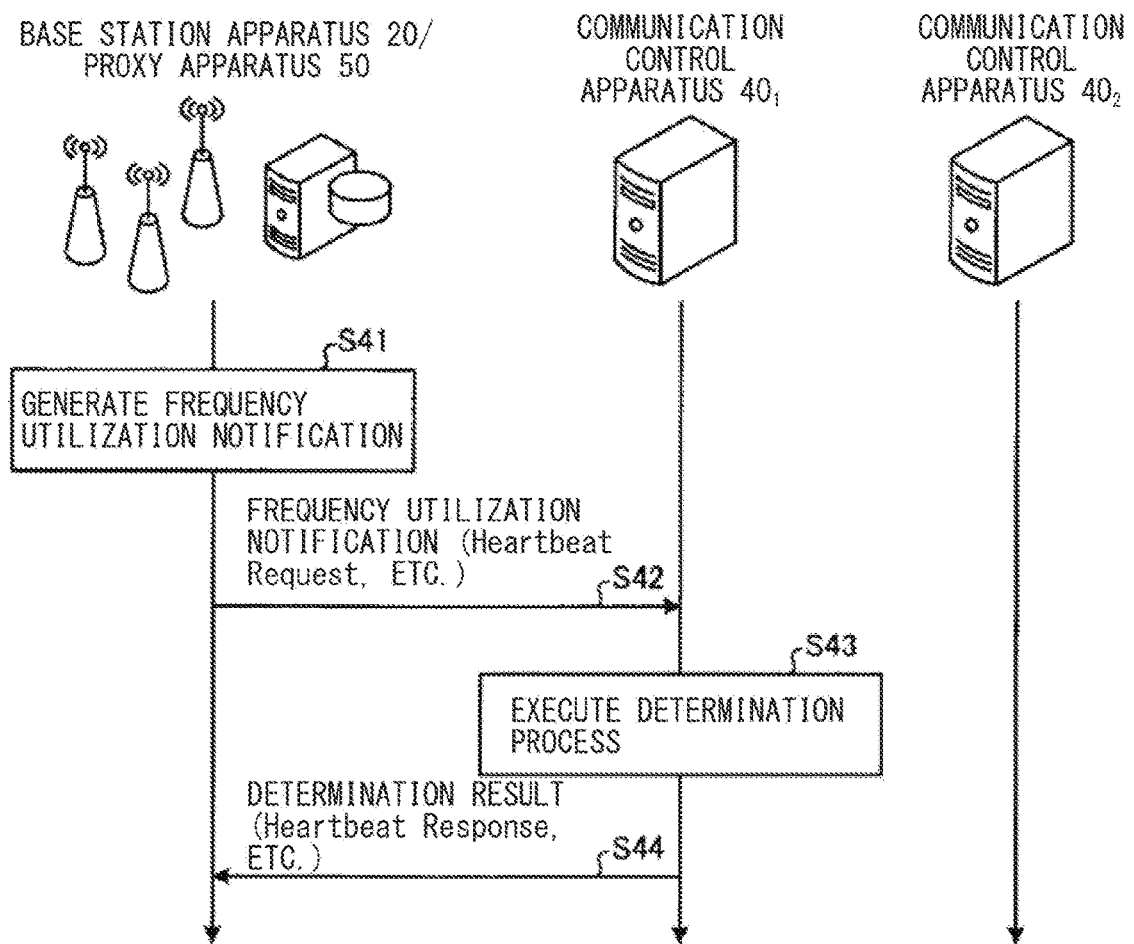 BASE STATION APPARATUS 20/
PROXY APPARATUS 50
COMMUNICATION
CONTROL
APPARATUS 40₁
COMMUNICATION
CONTROL
APPARATUS 40₂
S41
GENERATE FREQUENCY
UTILIZATION NOTIFICATION
FREQUENCY UTILIZATION
NOTIFICATION (Heartbeat
Request, ETC.)
S42
S43
EXECUTE DETERMINATION
PROCESS
DETERMINATION RESULT
(Heartbeat Response,
ETC.)
S44